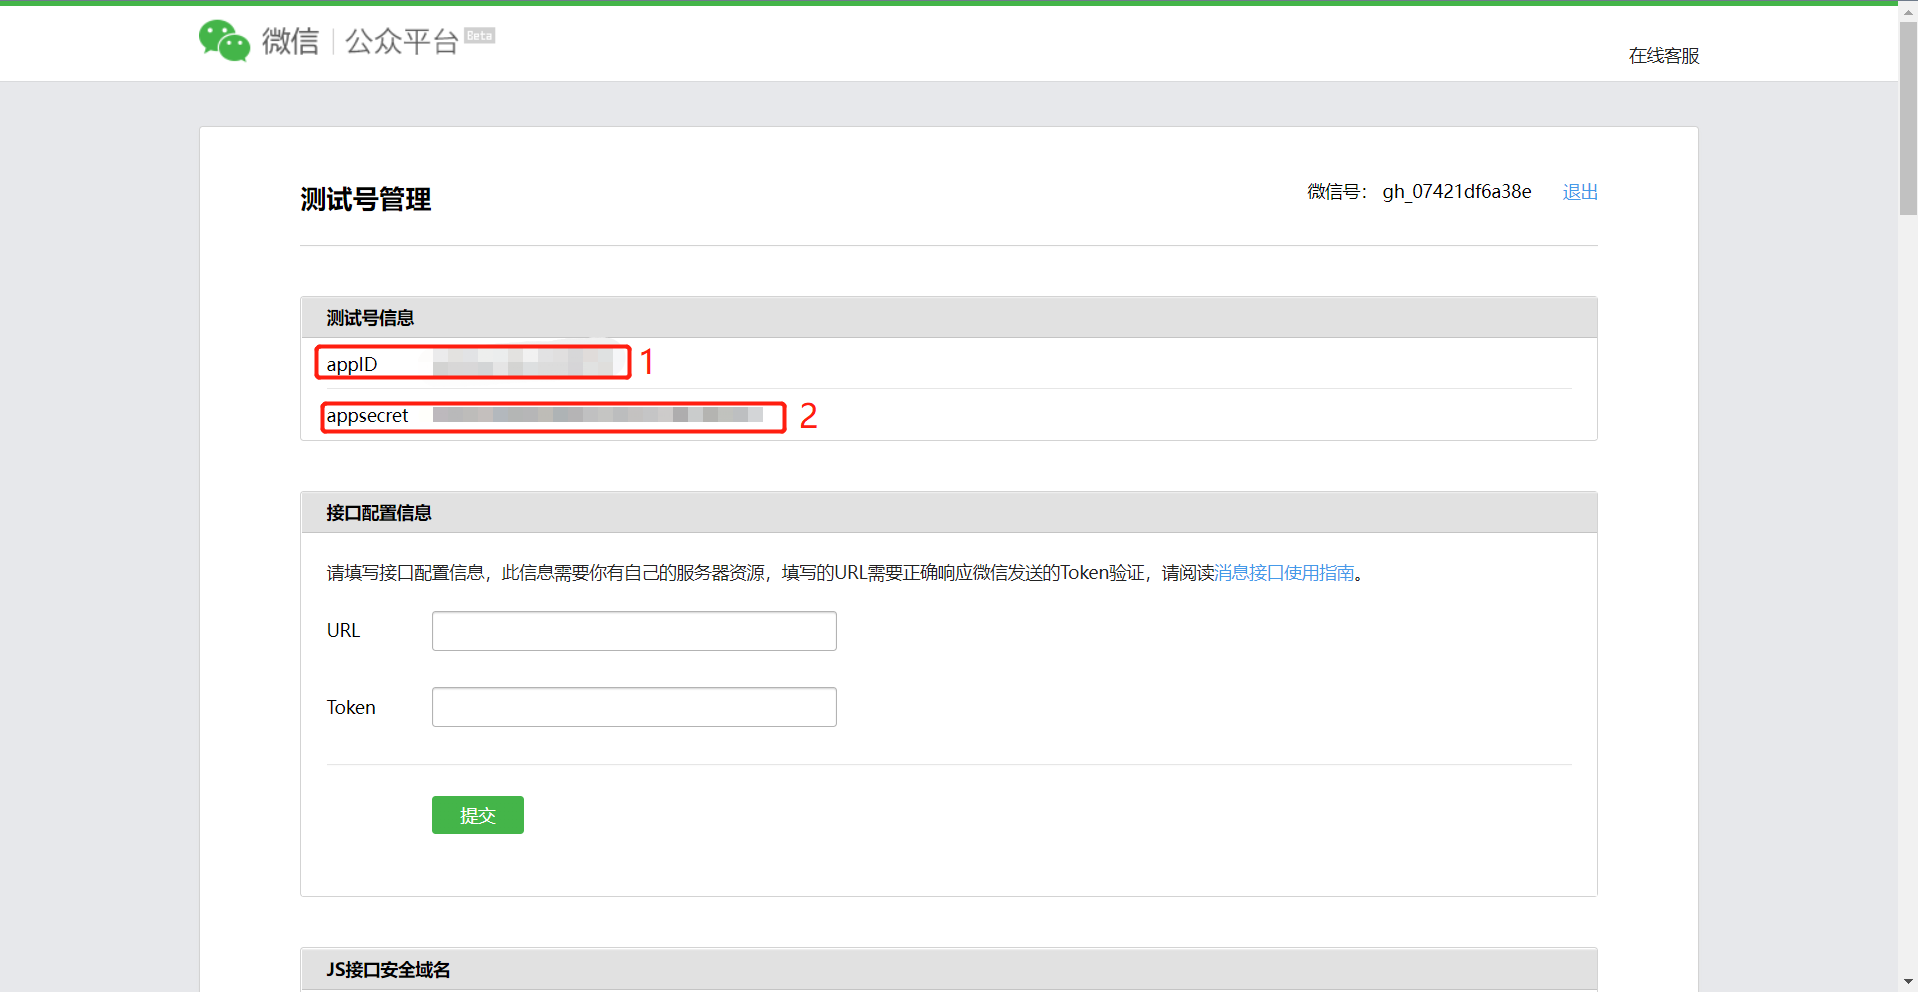 微信 公众平台 Beta
在线客服
测试号管理
微信号： gh_07421df6a38e 退出
测试号信息
appID 1
appsecret 2
接口配置信息
请填写接口配置信息，此信息需要你有自己的服务器资源，填写的URL需要正确响应微信发送的Token验证，请阅读消息接口使用指南。
URL
Token
提交
JS接口安全域名